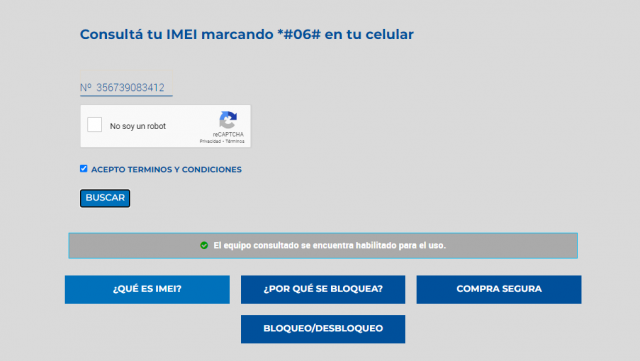 Consultá tu IMEI marcando *#06# en tu celular
Nº 356739083412
No soy un robot
reCAPTCHA
Privacidad - Términos
ACEPTO TERMINOS Y CONDICIONES
BUSCAR
El equipo consultado se encuentra habilitado para el uso.
¿QUÉ ES IMEI?
¿POR QUÉ SE BLOQUEA?
COMPRA SEGURA
BLOQUEO/DESBLOQUEO